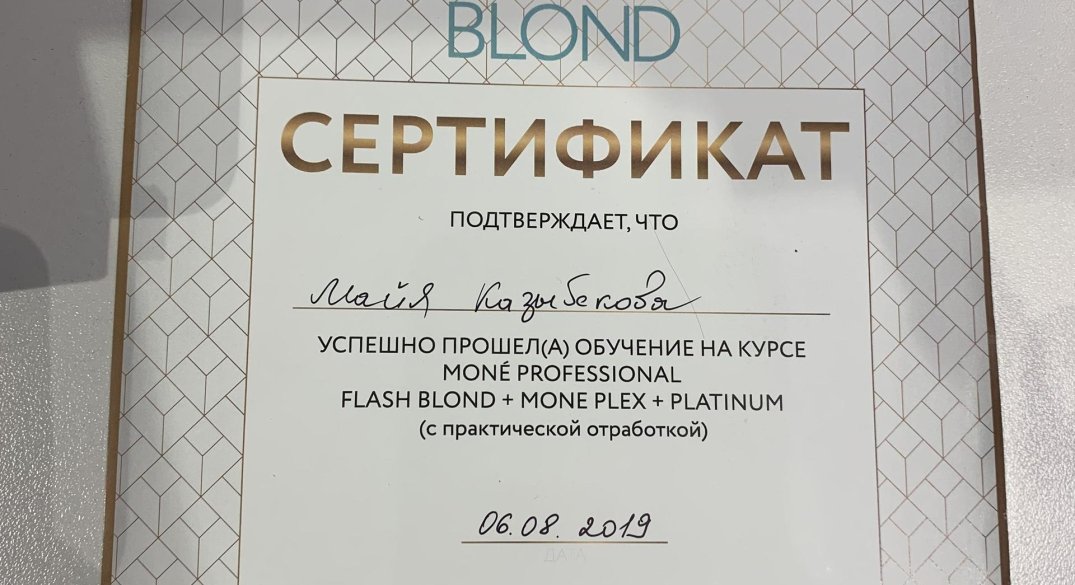 BLOND
СЕРТИФИКАТ
ПОДТВЕРЖДАЕТ, ЧТО
Майя Казыбекова
УСПЕШНО ПРОШЕЛ(А) ОБУЧЕНИЕ НА КУРСЕ
MONÉ PROFESSIONAL
FLASH BLOND + MONE PLEX + PLATINUM
(с практической отработкой)
06.08.2019
ДАТА